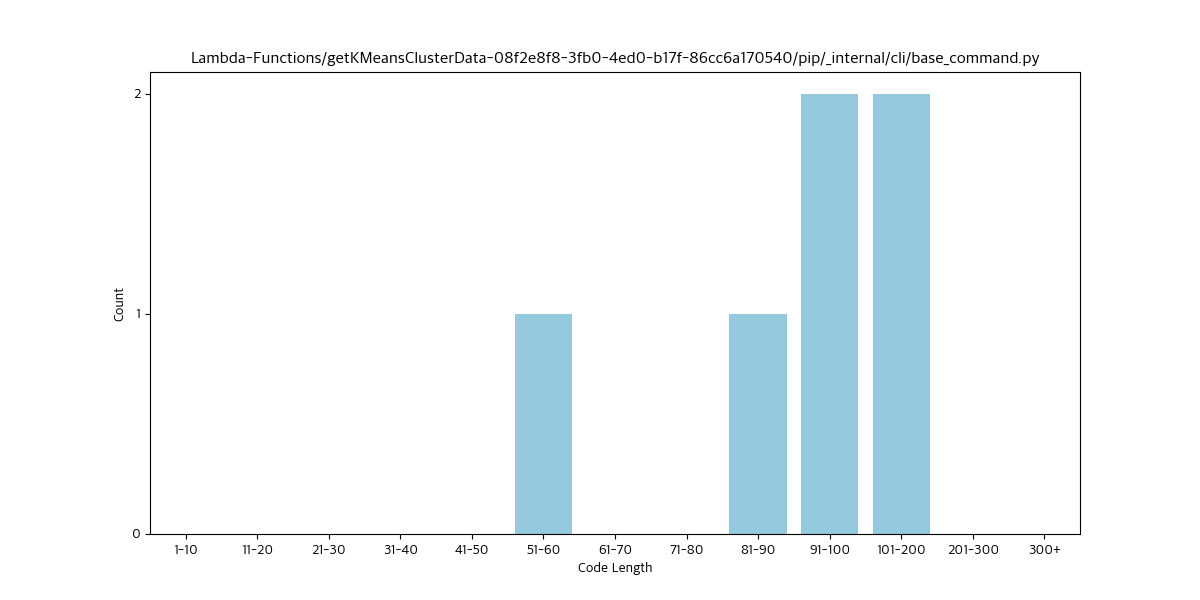 Lambda-Functions/getKMeansClusterData-08f2e8f8-3fb0-4ed0-b17f-86cc6a170540/pip/_internal/cli/base_command.py
2
1
0
Count
1-10 11-20 21-30 31-40 41-50 51-60 61-70 71-80 81-90 91-100 101-200 201-300 300+
Code Length